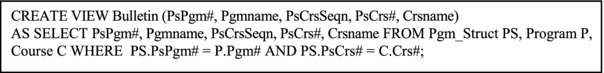 CREATE VIEW Bulletin (PsPgm#, Pgmname, PsCrsSeqn, PsCrs#, Crsname)
AS SELECT PsPgm#, Pgmname, PsCrsSeqn, PsCrs#, Crsname FROM Pgm_Struct PS, Program P,
Course C WHERE PS.PsPgm# = P.Pgm# AND PS.PsCrs# = C.Crs#;